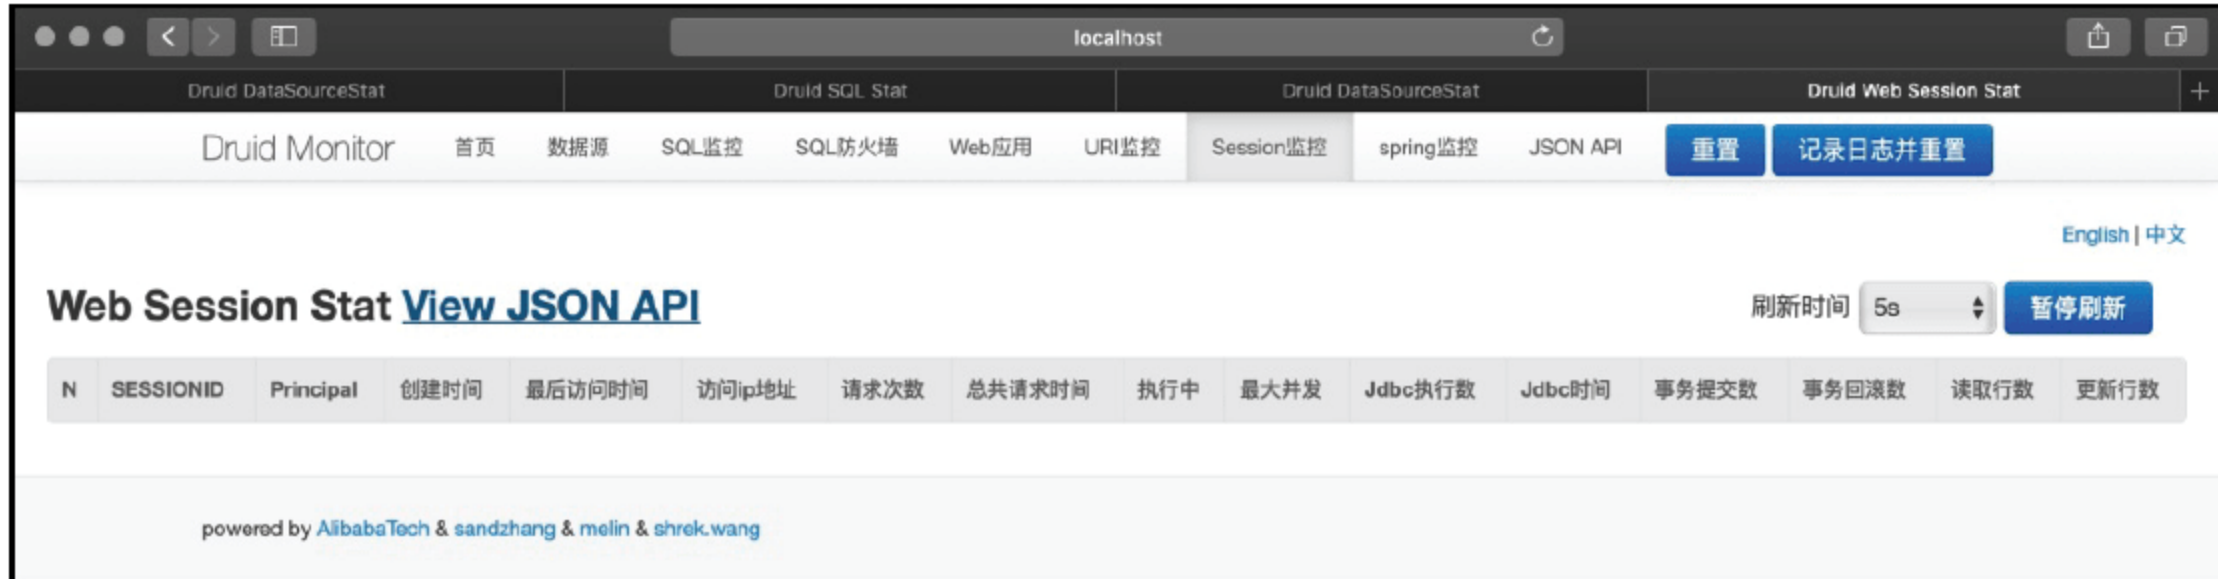 localhost
Druid DataSourceStat Druid SQL Stat Druid DataSourceStat Druid Web Session Stat +
Druid Monitor 首页 数据源 SQL监控 SQL防火墙 Web应用 URI监控 Session监控 spring监控 JSON API 重置 记录日志并重置
English | 中文
Web Session Stat View JSON API 刷新时间 5s 暂停刷新
N SESSIONID Principal 创建时间 最后访问时间 访问ip地址 请求次数 总共请求时间 执行中 最大并发 Jdbc执行数 Jdbc时间 事务提交数 事务回滚数 读取行数 更新行数
powered by AlibabaTech & sandzhang & melin & shrek.wang